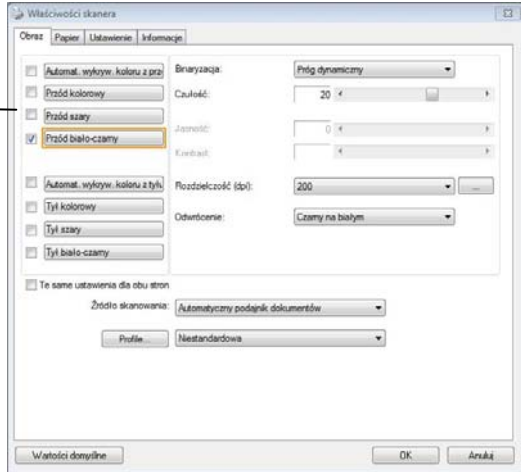 Właściwości skanera
Obraz Papier Ustawienie Informacje
Automat. wykryw. koloru z prz
Przód kolorowy
Przód szary
Przód biało-czarny
Automat. wykryw. koloru z tyłu
Tył kolorowy
Tył szary
Tył biało-czarny
Binaryzacja: Próg dynamiczny
Czułość: 20
Jasność: 0
Kontrast:
Rozdzielczość (dpi): 200 ...
Odwrócenie: Czarny na białym
Te same ustawienia dla obu stron
Źródło skanowania: Automatyczny podajnik dokumentów
Profile... Niestandardowa
Wartości domyślne OK Anuluj